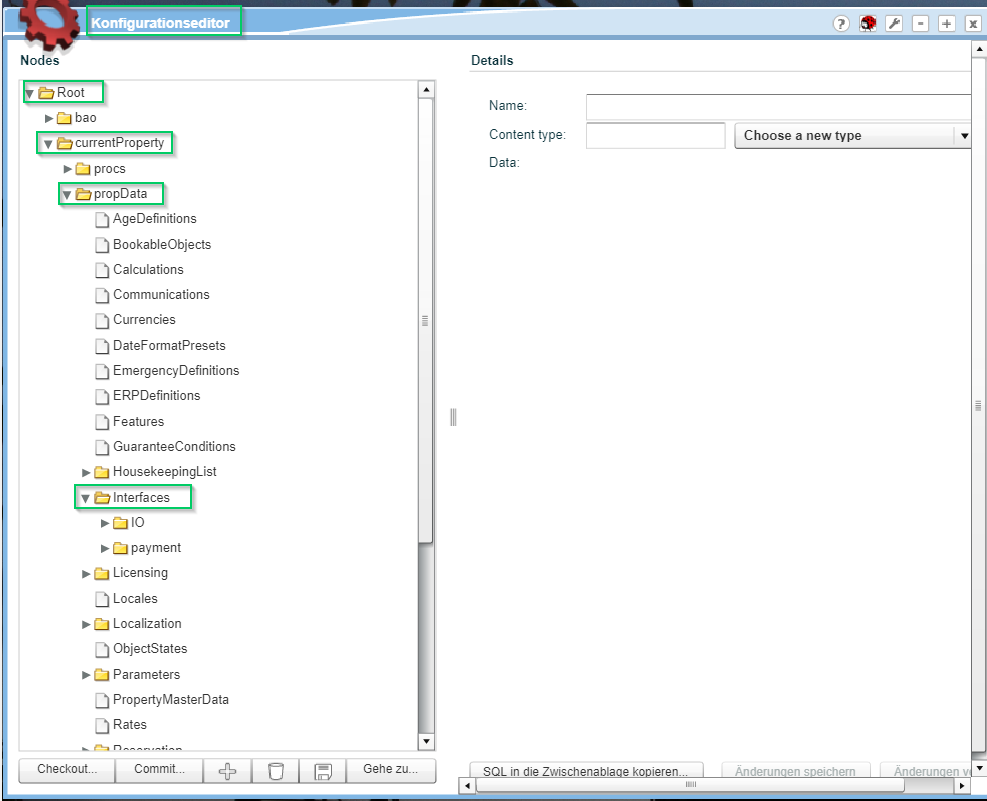 Konfigurationseditor
Nodes
Root
bao
currentProperty
procs
propData
AgeDefinitions
BookableObjects
Calculations
Communications
Currencies
DateFormatPresets
EmergencyDefinitions
ERPDefinitions
Features
GuaranteeConditions
HousekeepingList
Interfaces
IO
payment
Licensing
Locales
Localization
ObjectStates
Parameters
PropertyMasterData
Rates
Reservation
Checkout...
Commit...
Gehe zu...
Details
Name:
Content type:
Choose a new type
Data:
SQL in die Zwischenablage kopieren...
Änderungen speichern
Änderungen